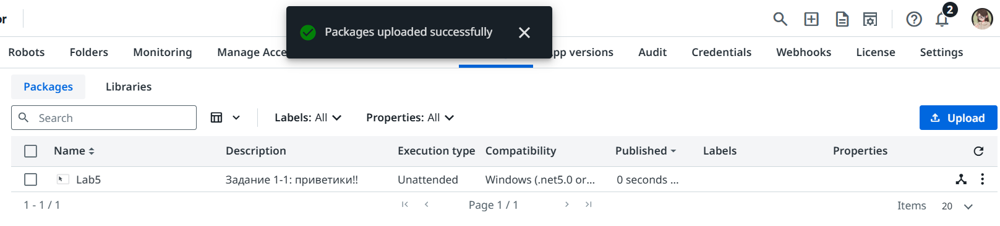 or
2
Packages uploaded successfully
Robots Folders Monitoring Manage Acce pp versions Audit Credentials Webhooks License Settings
Packages Libraries
Search Labels: All Properties: All Upload
Name Description Execution type Compatibility Published Labels Properties
Lab5 Задание 1-1: приветики!! Unattended Windows (.net5.0 or... 0 seconds ...
1 - 1 / 1 Page 1 / 1 Items 20